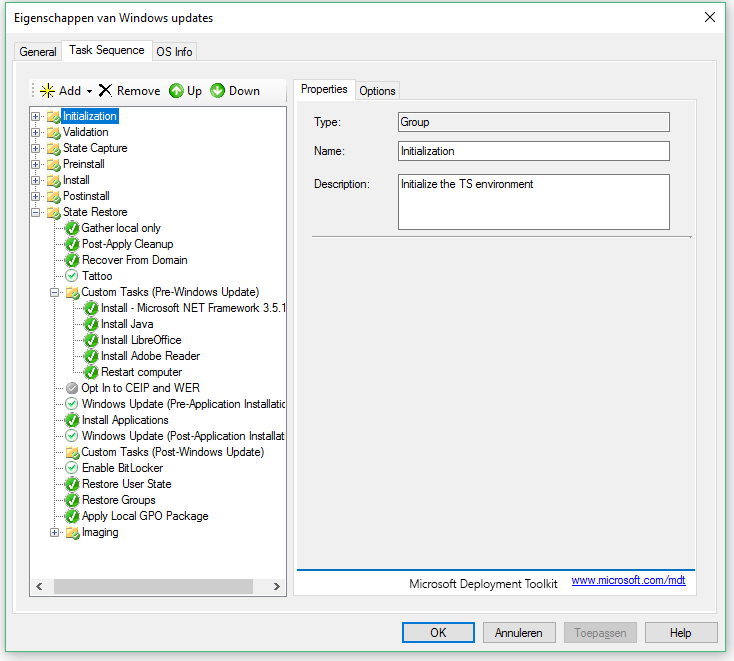 Eigenschappen van Windows updates
General
Task Sequence
OS Info
Add
Remove
Up
Down
Initialization
Validation
State Capture
Preinstall
Install
Postinstall
State Restore
Gather local only
Post-Apply Cleanup
Recover From Domain
Tattoo
Custom Tasks (Pre-Windows Update)
Install - Microsoft NET Framework 3.5.1
Install Java
Install LibreOffice
Install Adobe Reader
Restart computer
Opt In to CEIP and WER
Windows Update (Pre-Application Installatio
Install Applications
Windows Update (Post-Application Installat
Custom Tasks (Post-Windows Update)
Enable BitLocker
Restore User State
Restore Groups
Apply Local GPO Package
Imaging
Properties
Options
Type:
Group
Name:
Initialization
Description:
Initialize the TS environment
Microsoft Deployment Toolkit
www.microsoft.com/mdt
OK
Annuleren
Toepassen
Help